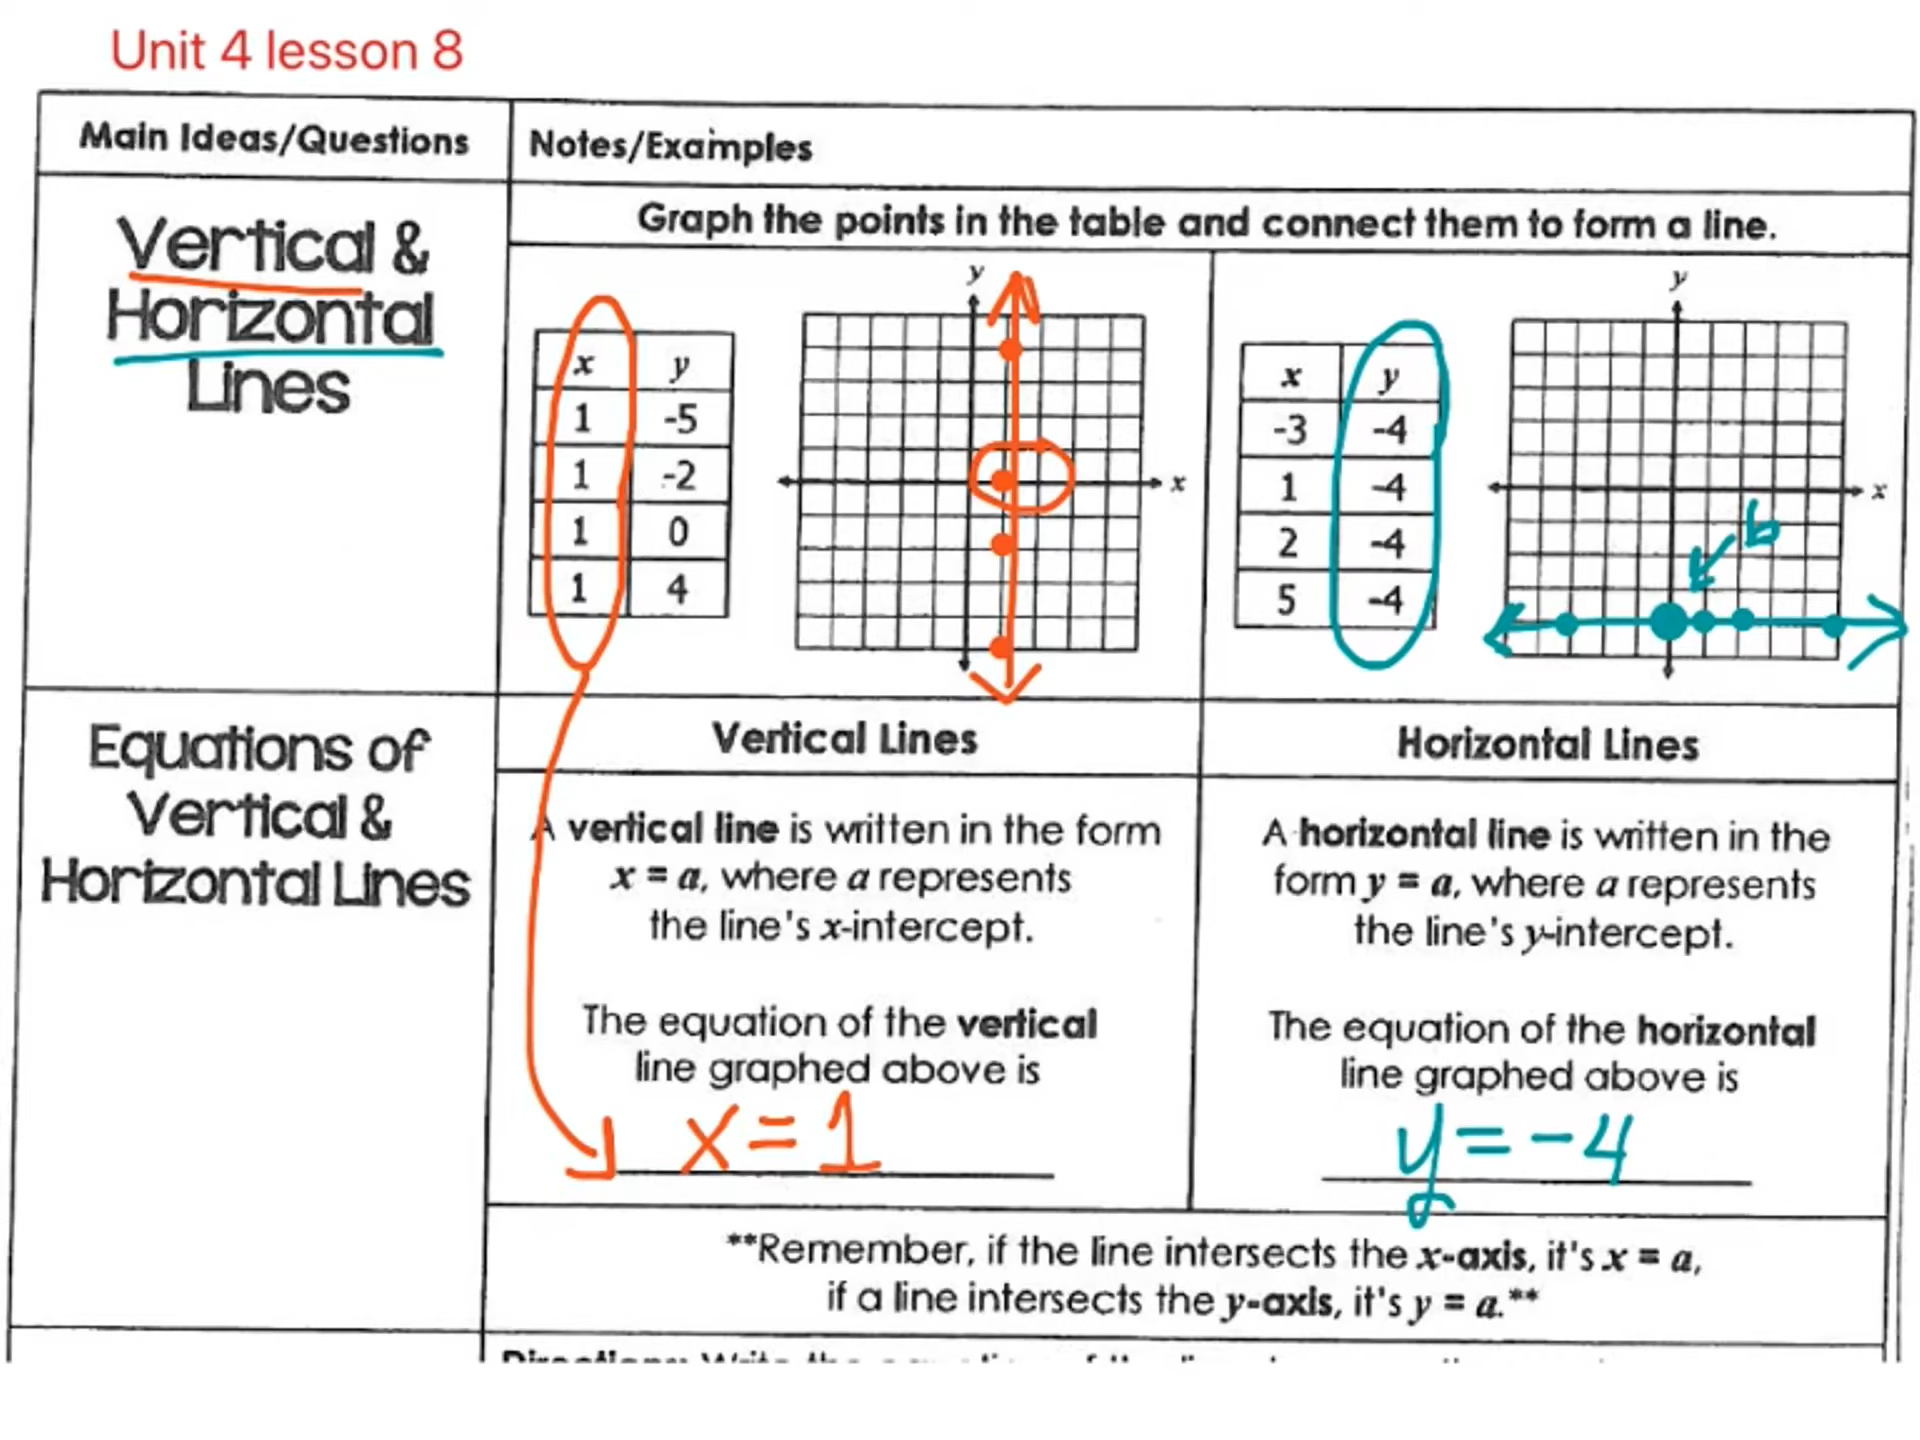 Unit 4 lesson 8
Main Ideas/Questions
Notes/Examples
Vertical &
Horizontal
Lines
Graph the points in the table and connect them to form a line.
x y
1 -5
1 -2
1 0
1 4
y
x
x y
-3 -4
1 -4
2 -4
5 -4
y
x
b
Equations of
Vertical &
Horizontal Lines
Vertical Lines
A vertical line is written in the form
x = a, where a represents
the line's x-intercept.
The equation of the vertical
line graphed above is
x = 1
Horizontal Lines
A horizontal line is written in the
form y = a, where a represents
the line's y-intercept.
The equation of the horizontal
line graphed above is
y = -4
**Remember, if the line intersects the x-axis, it's x = a,
if a line intersects the y-axis, it's y = a.**